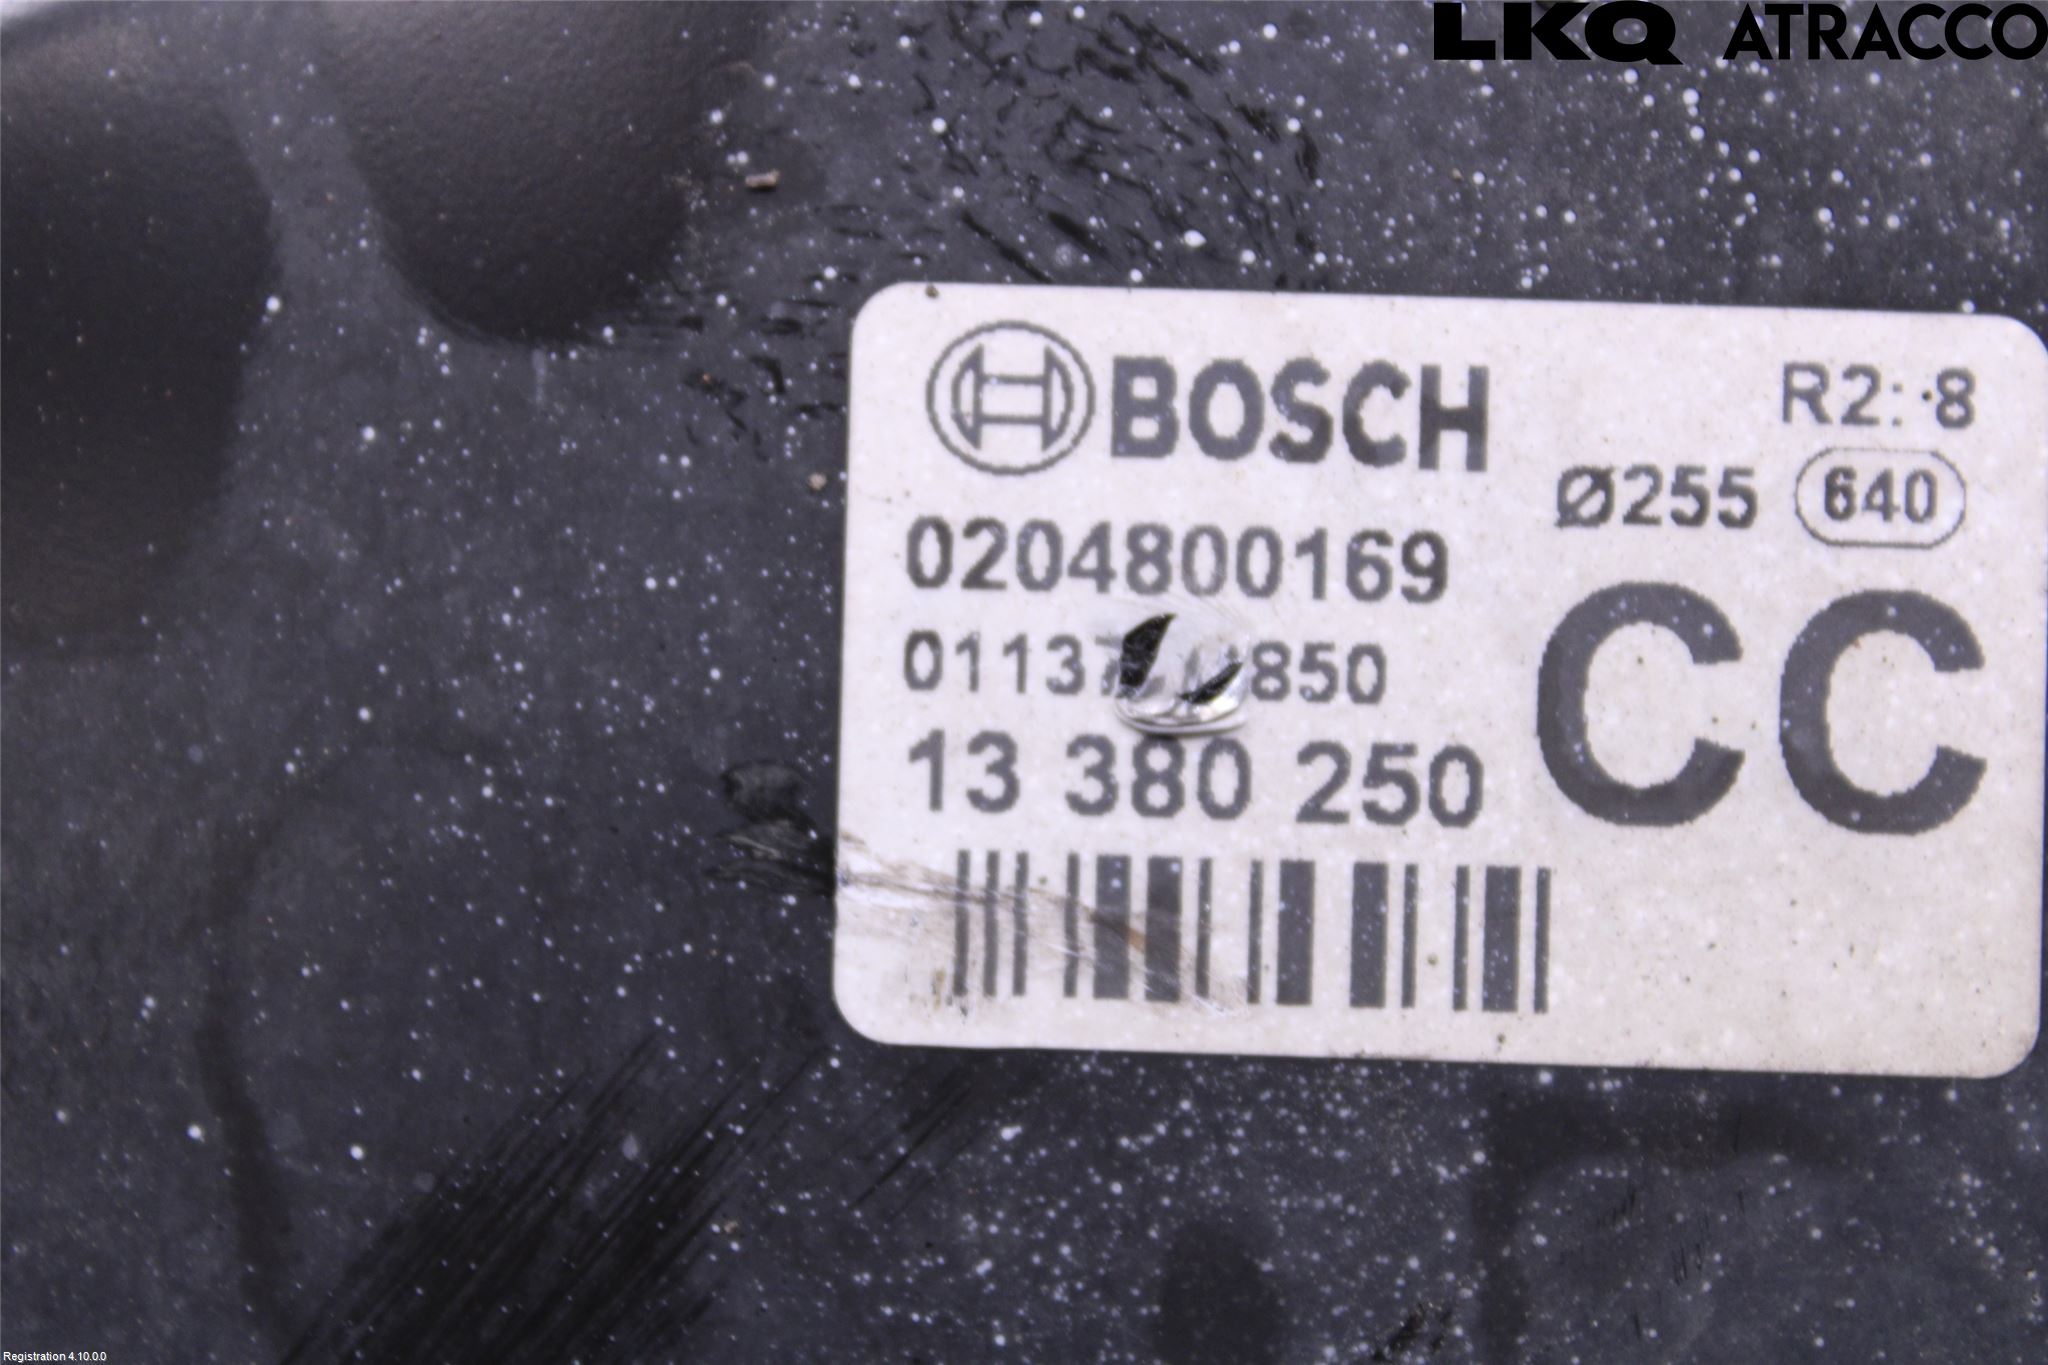 LKQ ATRACCO
BOSCH
R2: 8
Ø255 640
0204800169
CC
13 380 250
Registration 4.10.0.0